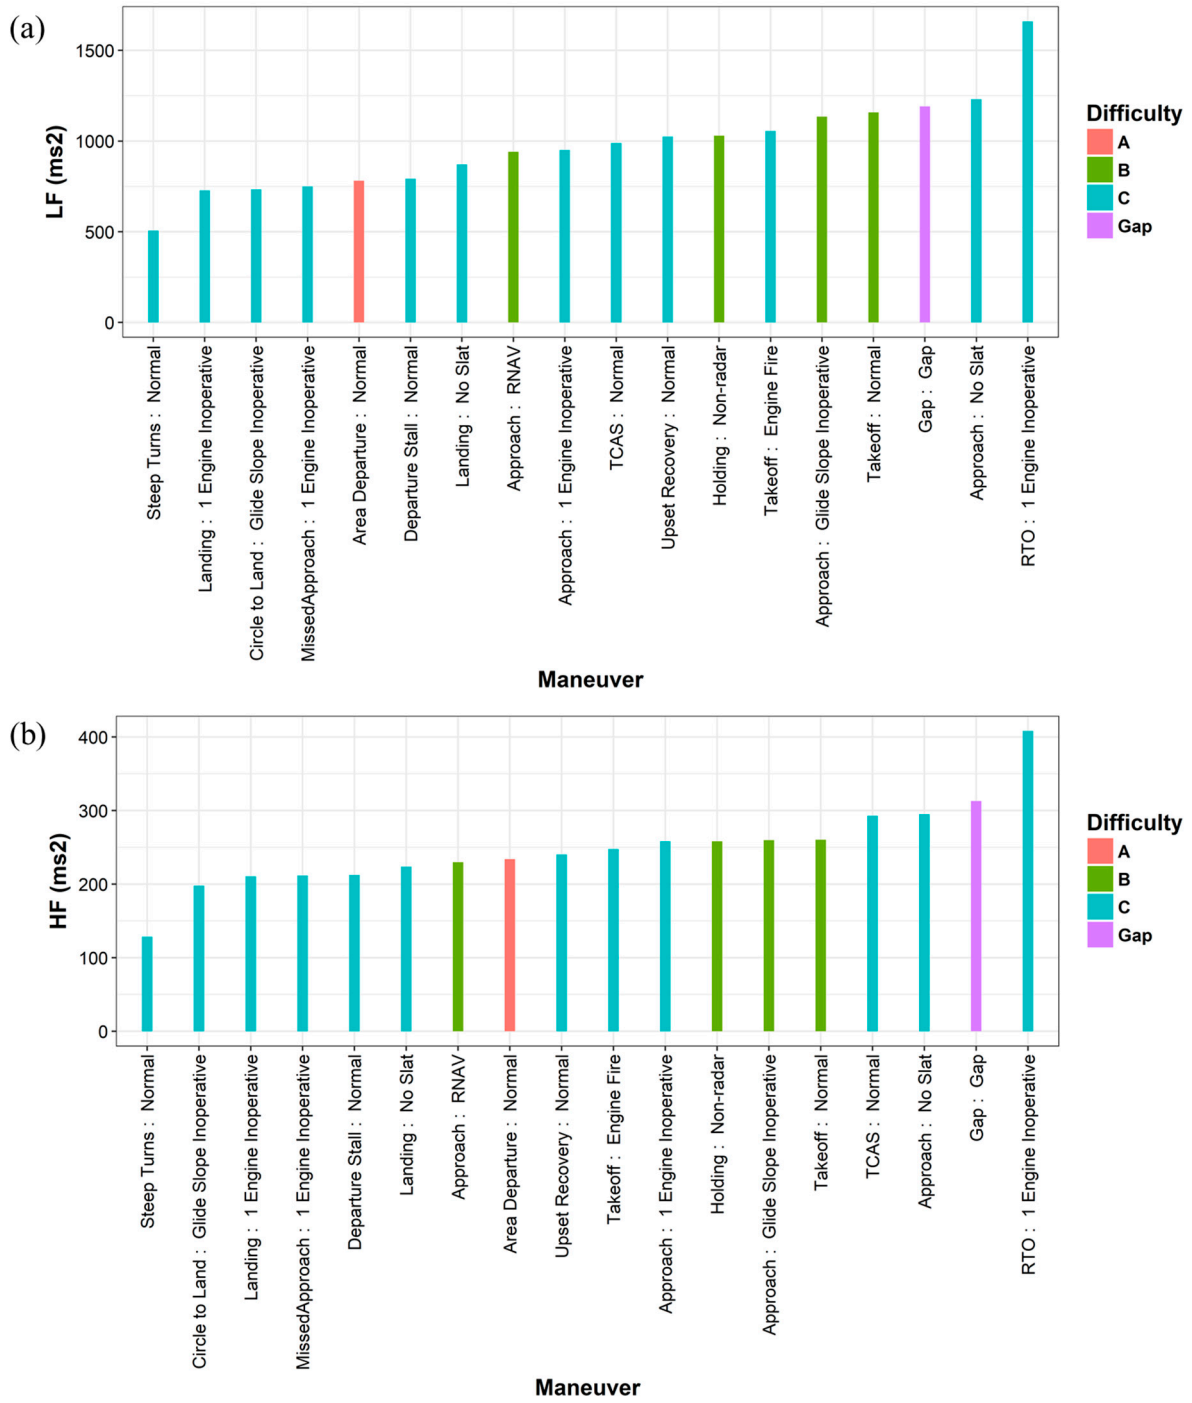 (a)
LF (ms2)
1500
1000
500
0
Steep Turns : Normal
Landing : 1 Engine Inoperative
Circle to Land : Glide Slope Inoperative
MissedApproach : 1 Engine Inoperative
Area Departure : Normal
Departure Stall : Normal
Landing : No Slat
Approach : RNAV
Approach : 1 Engine Inoperative
TCAS : Normal
Upset Recovery : Normal
Holding : Non-radar
Takeoff : Engine Fire
Approach : Glide Slope Inoperative
Takeoff : Normal
Gap : Gap
Approach : No Slat
RTO : 1 Engine Inoperative
Maneuver
Difficulty
A
B
C
Gap
(b)
HF (ms2)
400
300
200
100
0
Steep Turns : Normal
Circle to Land : Glide Slope Inoperative
Landing : 1 Engine Inoperative
MissedApproach : 1 Engine Inoperative
Departure Stall : Normal
Landing : No Slat
Approach : RNAV
Area Departure : Normal
Upset Recovery : Normal
Takeoff : Engine Fire
Approach : 1 Engine Inoperative
Holding : Non-radar
Approach : Glide Slope Inoperative
Takeoff : Normal
TCAS : Normal
Approach : No Slat
Gap : Gap
RTO : 1 Engine Inoperative
Maneuver
Difficulty
A
B
C
Gap